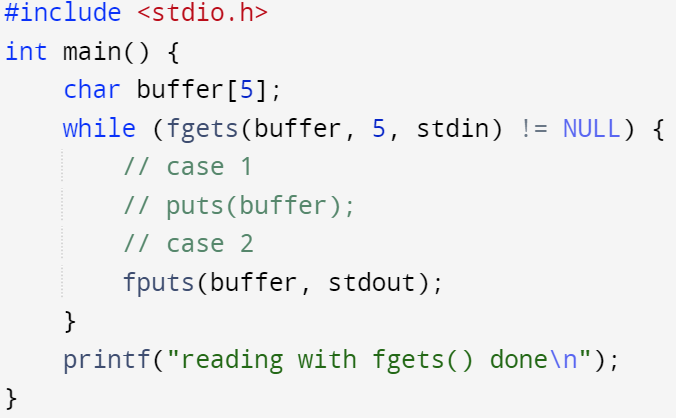 #include <stdio.h>
int main() {
    char buffer[5];
    while (fgets(buffer, 5, stdin) != NULL) {
        // case 1
        // puts(buffer);
        // case 2
        fputs(buffer, stdout);
    }
    printf("reading with fgets() done\n");
}